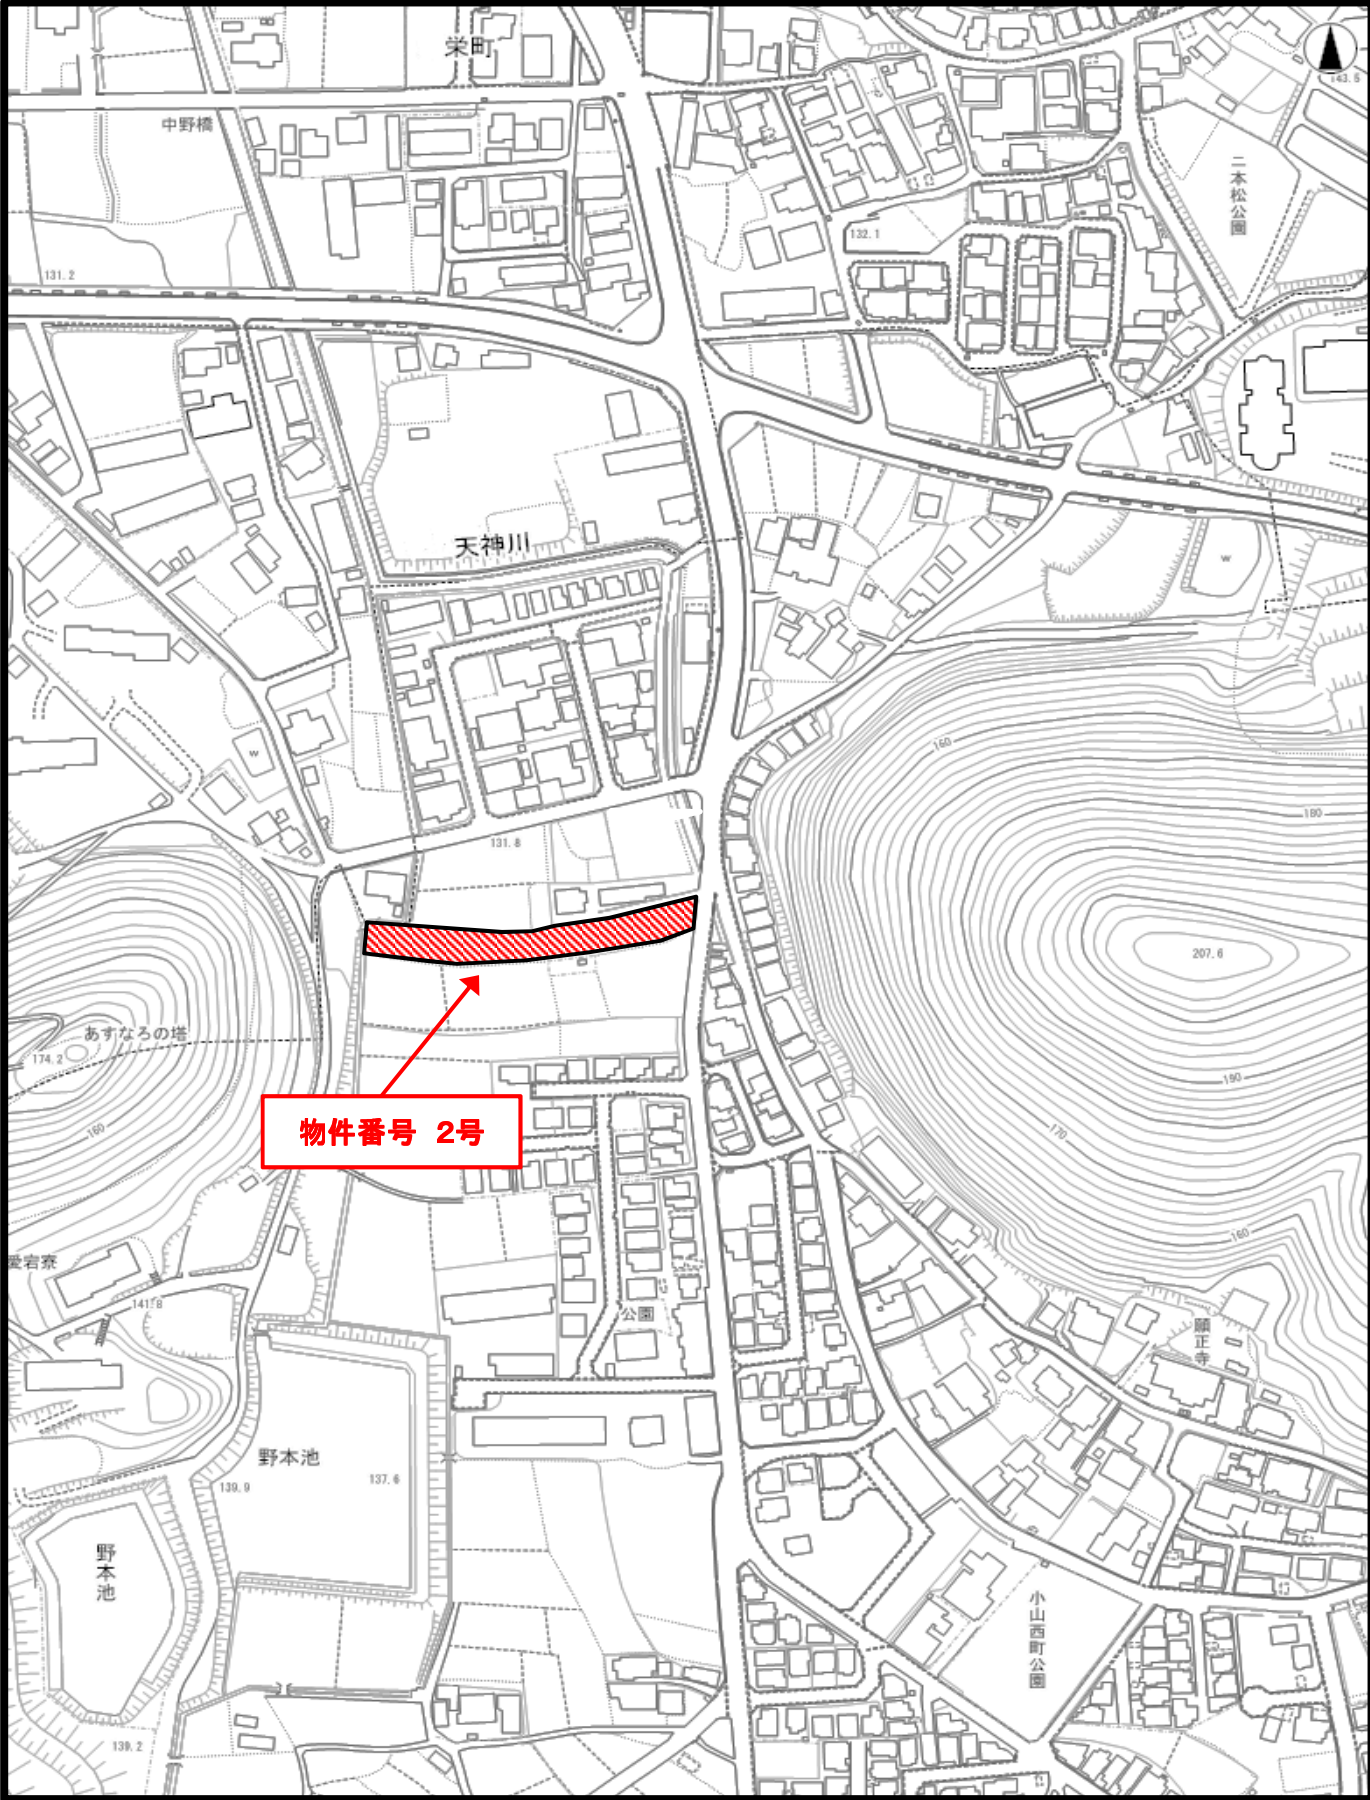 栄町
143.5
中野橋
二本松公園
132.1
131.2
天神川
W
W
160
180
131.8
207.6
あすなろの塔
174.2
190
160
170
物件番号 2号
160
愛宕寮
141.8
公園
願正寺
野本池
137.6
139.9
野本池
小山西町公園
139.2